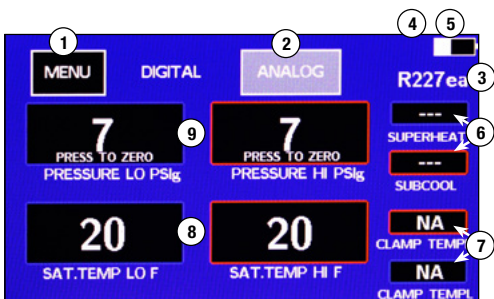 4 5
1 2
MENU DIGITAL ANALOG R227ea 3
7 9 7 --- 6
PRESS TO ZERO PRESS TO ZERO SUPERHEAT
PRESSURE LO PSIg PRESSURE HI PSIg ---
SUBCOOL
20 8 20 NA 7
CLAMP TEMPL
SAT.TEMP LO F SAT.TEMP HI F NA
CLAMP TEMPL